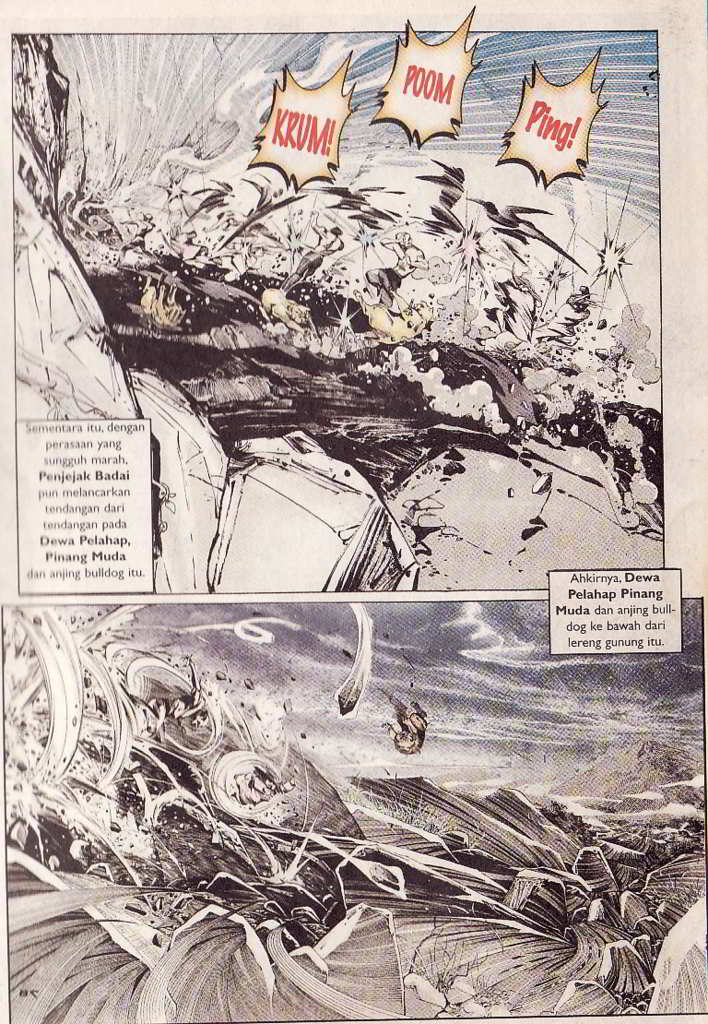 KRUM!
POOM
Ping!
Sementara itu, dengan
perasaan yang
sungguh marah,
Penjejak Badai
pun melancarkan
tendangan dari
tendangan pada
Dewa Pelahap,
Pinang Muda
dan anjing bulldog itu.
Ahkirnya, Dewa
Pelahap Pinang
Muda dan anjing bull-
dog ke bawah dari
lereng gunung itu.